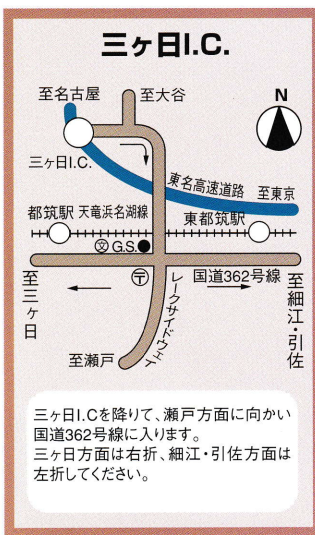 三ヶ日I.C.
至名古屋
至大谷
N
三ヶ日I.C.
東名高速道路
至東京
都筑駅
天竜浜名湖線
東都筑駅
文
G.S.
〒
国道362号線
至三ヶ日
レークサイドウェイ
至細江・引佐
至瀬戸
三ヶ日I.Cを降りて、瀬戸方面に向かい
国道362号線に入ります。
三ヶ日方面は右折、細江・引佐方面は
左折してください。